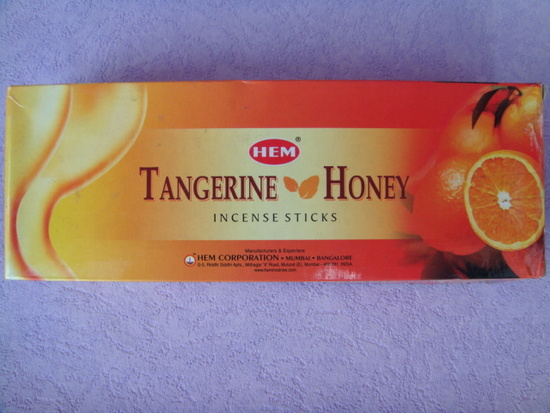 HEM®
TANGERINE HONEY
INCENSE STICKS
Manufacturers & Exporters
HEM CORPORATION • MUMBAI • BANGALORE